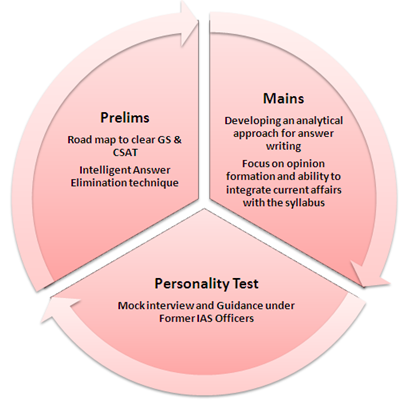 Prelims
Road map to clear GS &
CSAT
Intelligent Answer
Elimination technique
Mains
Developing an analytical
approach for answer
writing
Focus on opinion
formation and ability to
integrate current affairs
with the syllabus
Personality Test
Mock interview and Guidance under
Former IAS Officers